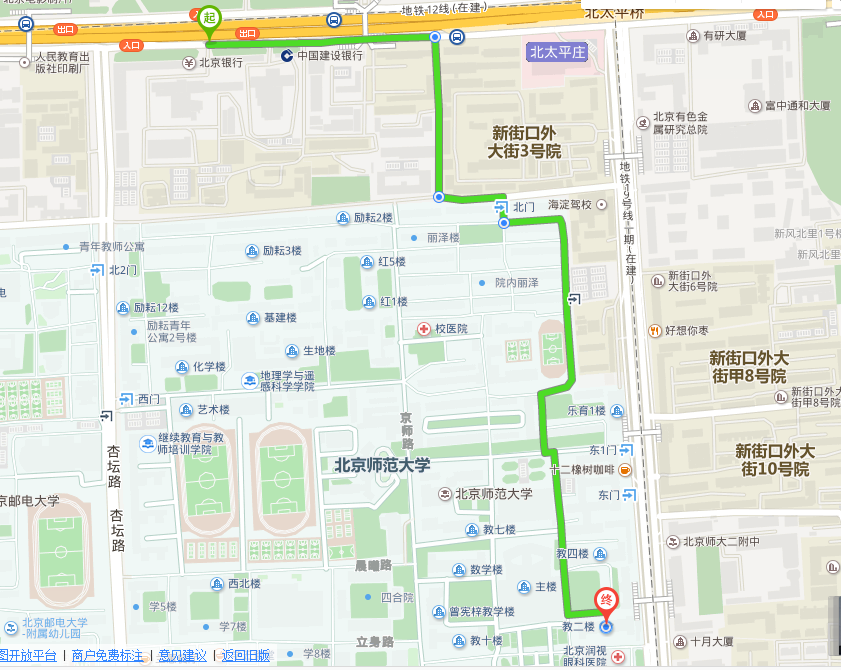 地铁12线(在建)
北太平桥
起
出口
入口
入口
出口
出口
入口
人民教育出
版社印刷厂
北京银行
中国建设银行
北太平庄
有研大厦
富中通和大厦
北京有色金
属研究总院
新街口外
大街3号院
地铁19号线一期(在建)
北门
海淀驾校
励耘2楼
丽泽楼
新风北里1号
新风北里
青年教师公寓
励耘3楼
红5楼
北2门
院内丽泽
新街口外
大街6号院
励耘12楼
红1楼
励耘青年
公寓2号楼
基建楼
校医院
好想你枣
生地楼
化学楼
新街口外大
街甲8号院
地理学与遥
感科学学院
西门
新街口外大
街甲8号院
艺术楼
乐育1楼
京师路
继续教育与教
师培训学院
东1门
杏坛路
北京师范大学
十二橡树咖啡
新街口外大
街10号院
北京师范大学
东门
京邮电大学
杏坛路
教七楼
北京师大二附中
教四楼
晨曦路
数学楼
西北楼
主楼
四合院
终
学5楼
曾宪梓教学楼
北京邮电大学
-附属幼儿园
学7楼
教二楼
立身路
教十楼
十月大厦
图开放平台 | 商户免费标注 | 意见建议 | 返回旧版
学8楼
北京润视
眼科医院